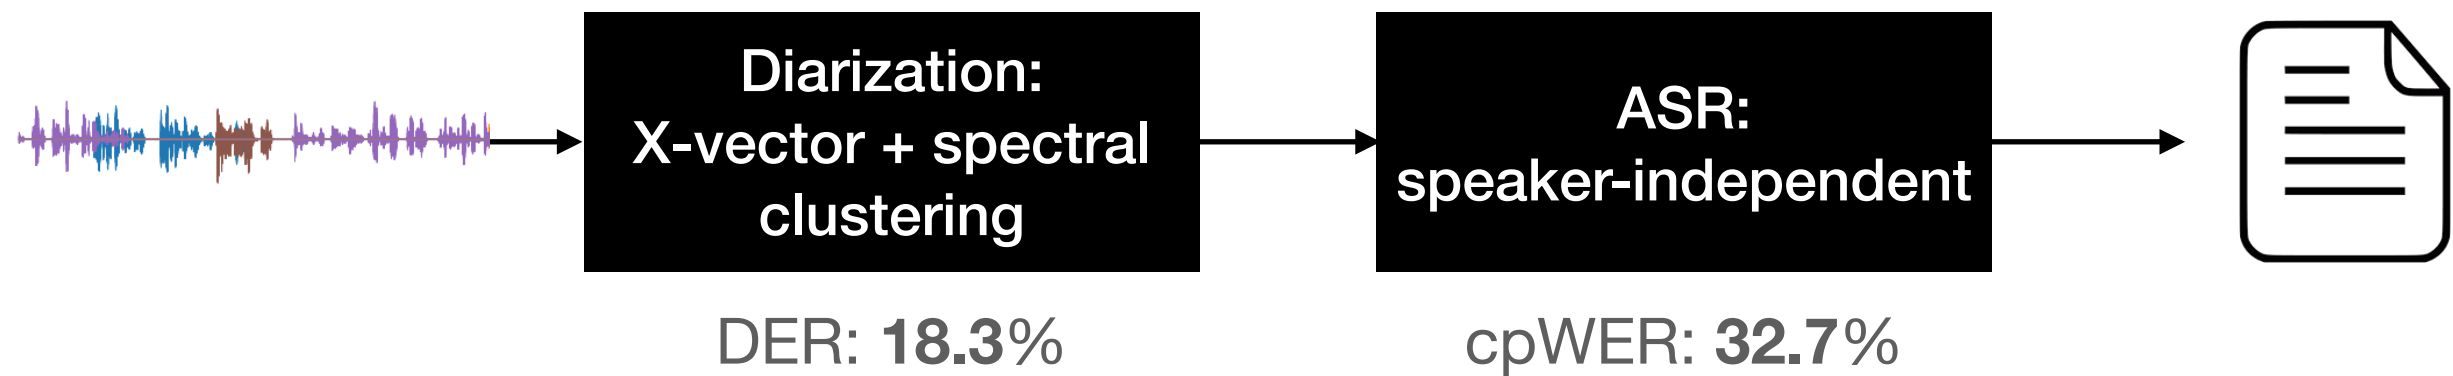 Diarization:
X-vector + spectral
clustering
ASR:
speaker-independent
DER: 18.3%
cpWER: 32.7%